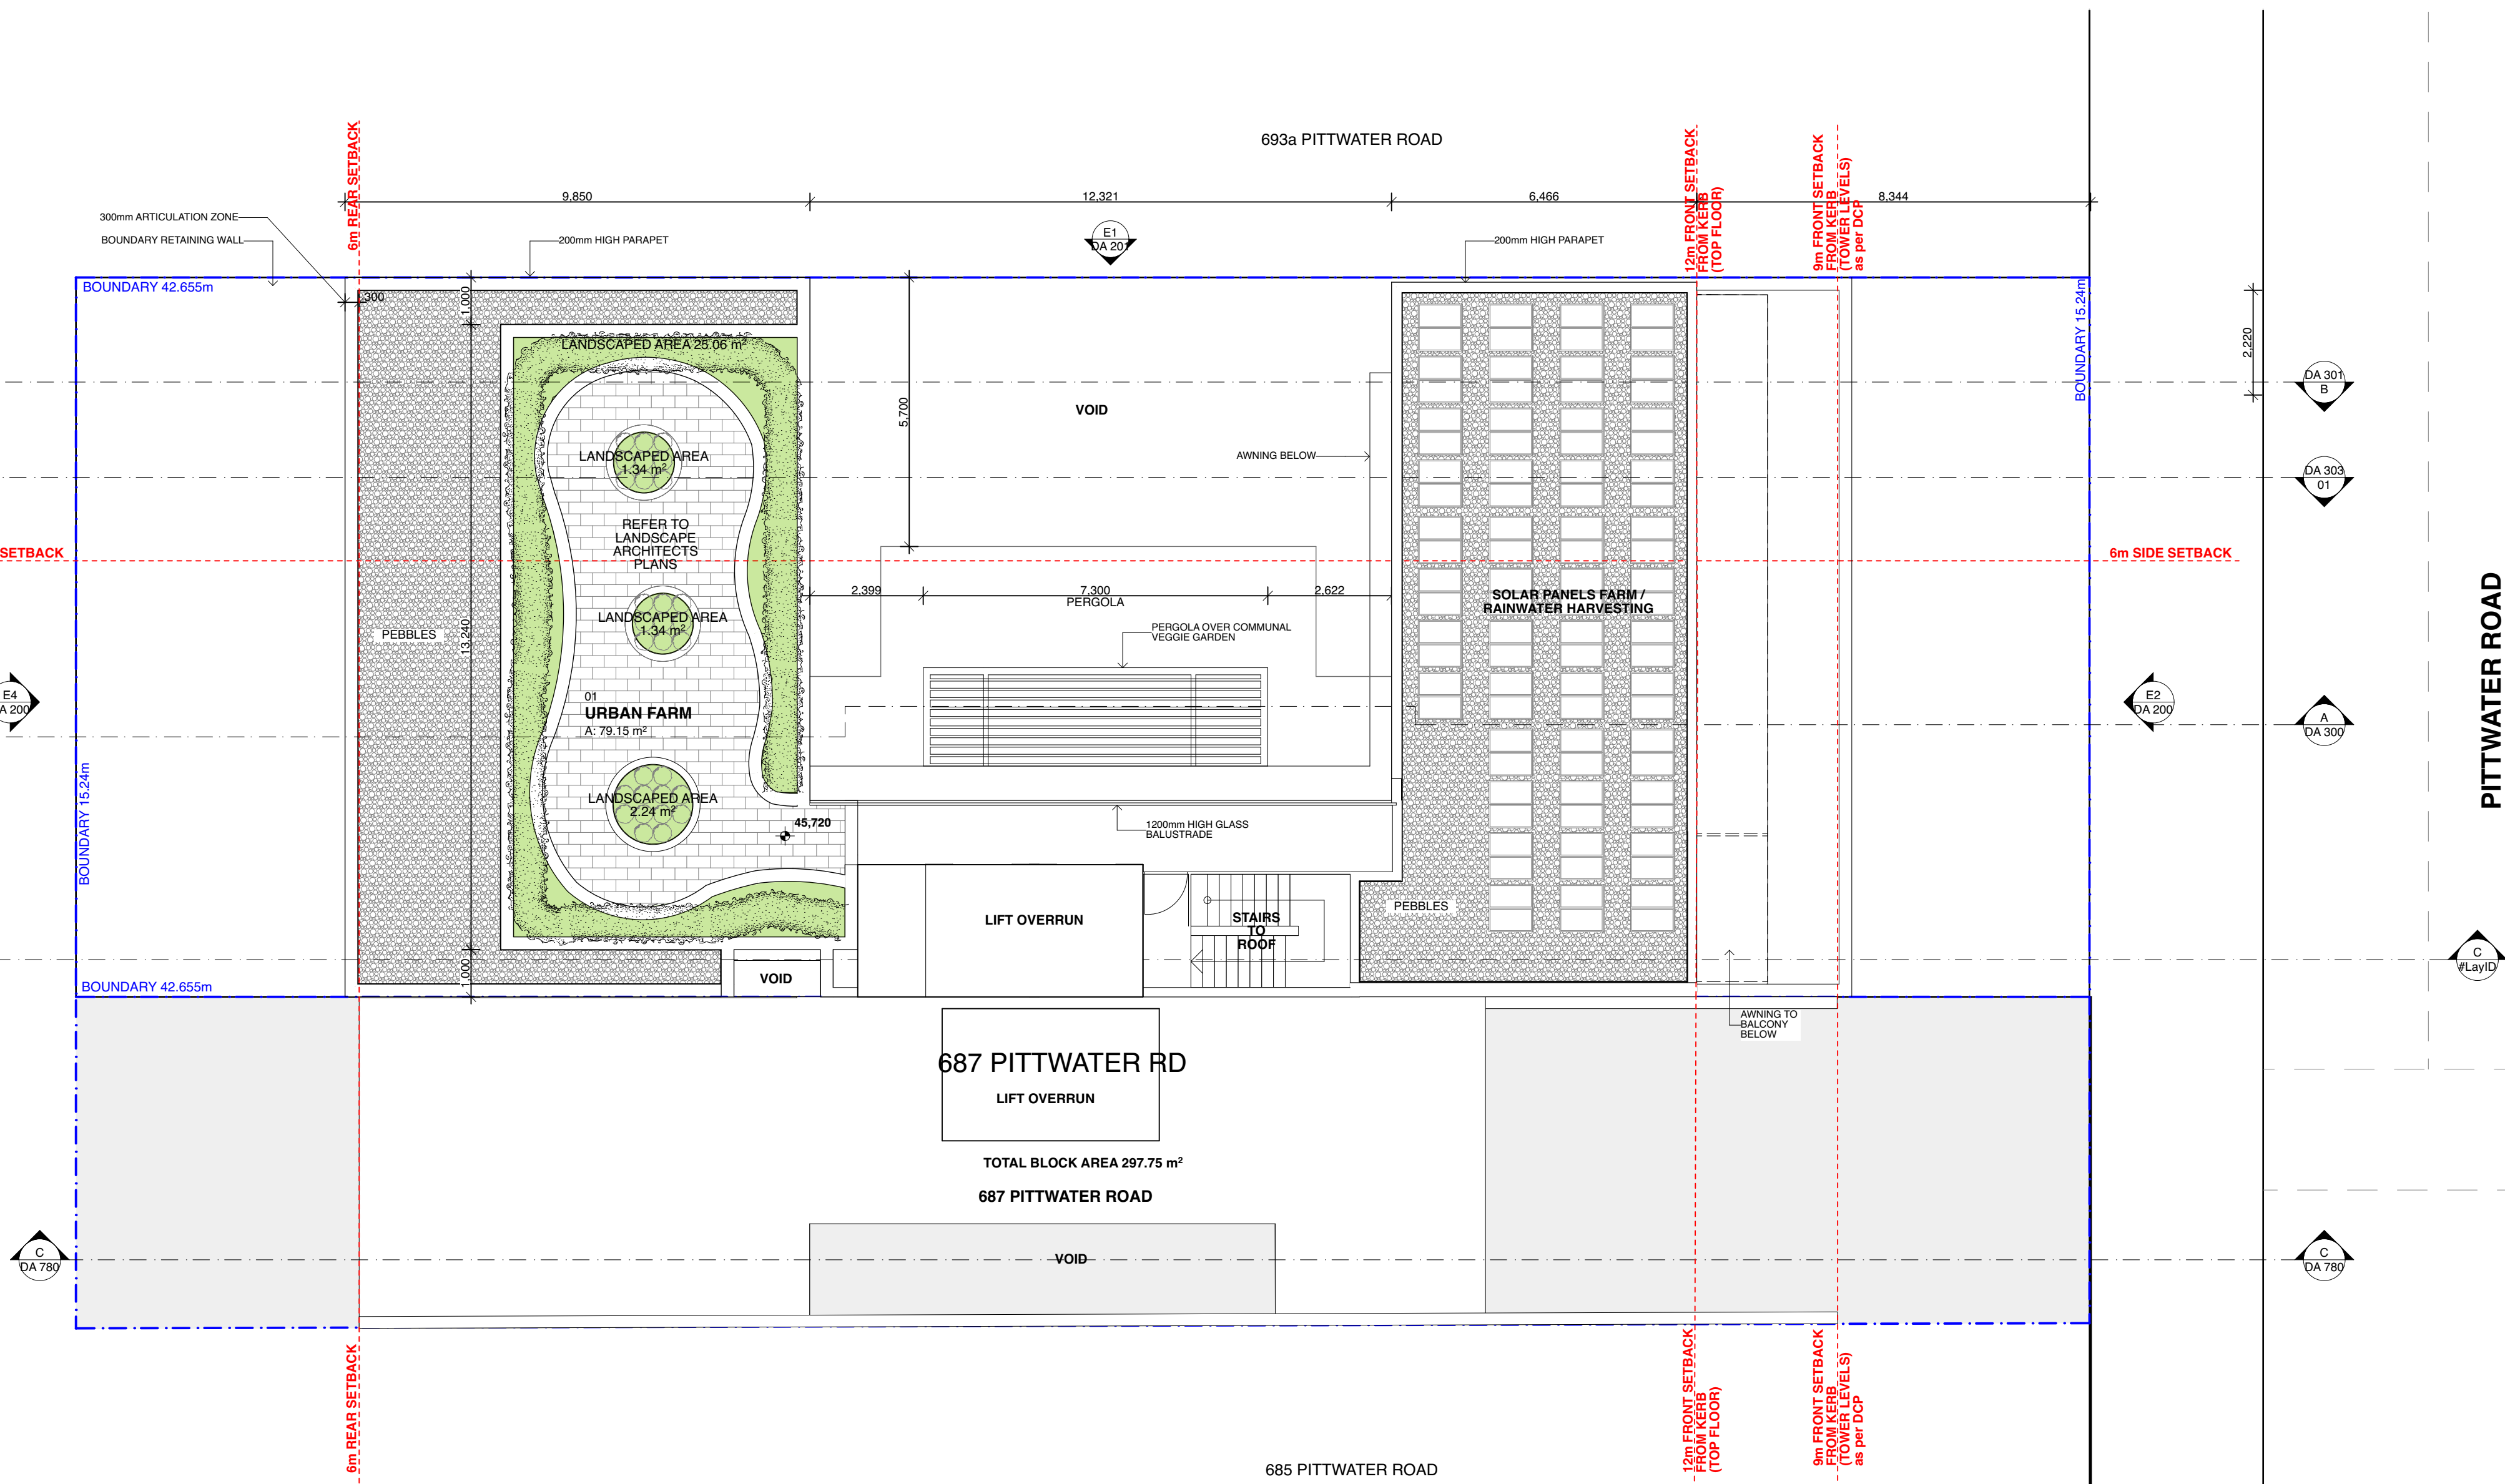 693a PITTWATER ROAD
6m REAR SETBACK
12m FRONT SETBACK
FROM KERB
(TOP FLOOR)
9m FRONT SETBACK
FROM KERB
(TOWER LEVELS)
as per DCP
9,850
12,321
6,466
8,344
300mm ARTICULATION ZONE
BOUNDARY RETAINING WALL
200mm HIGH PARAPET
E1
DA 201
200mm HIGH PARAPET
BOUNDARY 42.655m
300
1,000
BOUNDARY 15.24m
2,220
LANDSCAPED AREA 25.06 m²
DA 301
B
5,700
VOID
AWNING BELOW
LANDSCAPED AREA
1.34 m²
DA 303
01
REFER TO
LANDSCAPE
ARCHITECTS
PLANS
SETBACK
6m SIDE SETBACK
2,399
7,300
2,622
PERGOLA
SOLAR PANELS FARM /
RAINWATER HARVESTING
LANDSCAPED AREA
1.34 m²
PEBBLES
13,240
PERGOLA OVER COMMUNAL
VEGGIE GARDEN
PITTWATER ROAD
E4
A 200
01
URBAN FARM
A: 79.15 m²
E2
DA 200
A
DA 300
BOUNDARY 15.24m
LANDSCAPED AREA
2.24 m²
45,720
1200mm HIGH GLASS
BALUSTRADE
LIFT OVERRUN
STAIRS
TO
ROOF
PEBBLES
1,000
VOID
C
#LayID
BOUNDARY 42.655m
AWNING TO
BALCONY
BELOW
687 PITTWATER RD
LIFT OVERRUN
TOTAL BLOCK AREA 297.75 m²
687 PITTWATER ROAD
C
DA 780
VOID
C
DA 780
6m REAR SETBACK
12m FRONT SETBACK
FROM KERB
(TOP FLOOR)
9m FRONT SETBACK
FROM KERB
(TOWER LEVELS)
as per DCP
685 PITTWATER ROAD